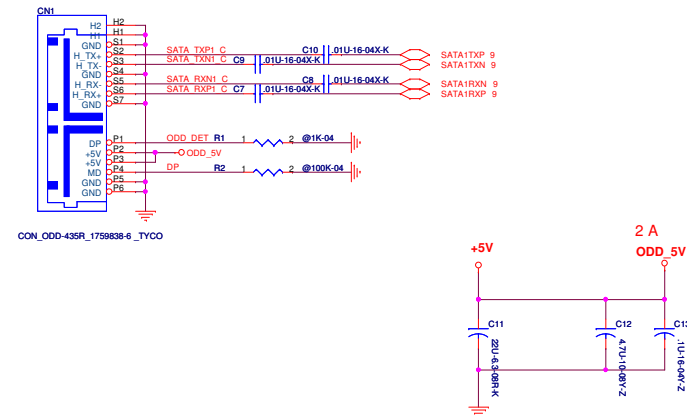 CN1
H2 H2
H1 H1
GND S1
H_TX+ S2 SATA_TXP1_C C10 .01U-16-04X-K SATA1TXP 9
H_TX- S3 SATA_TXN1_C C9 .01U-16-04X-K SATA1TXN 9
GND S4
H_RX- S5 SATA_RXN1_C C8 .01U-16-04X-K SATA1RXN 9
H_RX+ S6 SATA_RXP1_C C7 .01U-16-04X-K SATA1RXP 9
GND S7
DP P1 ODD_DET R1 1 2 @1K-04
+5V P2 ODD_5V
+5V P3
MD P4 DP R2 1 2 @100K-04
GND P5
GND P6
CON_ODD-435R_1759838-6 _TYCO
2 A
+5V ODD_5V
C11 C12
22U-6.3-08R-K 4.7U-10-08Y-Z .1U-16-04Y-Z